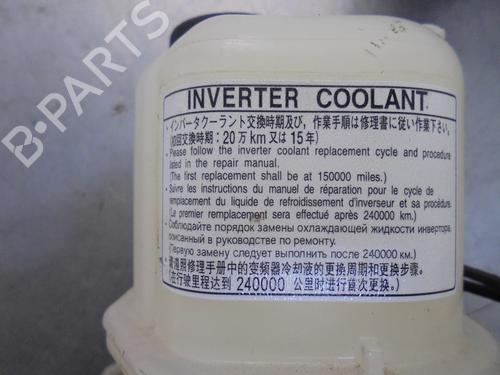 B-PARTS
INVERTER COOLANT
・インバータクーラント交換時期及び，作業手順は修理書に従い作業下さい。
(初回交換時期：20万km又は15年)
・Please follow the inverter coolant replacement cycle and procedure
listed in the repair manual.
(The first replacement shall be at 150000 miles.)
・Suivre les instructions du manuel de réparation pour le cycle de
remplacement du liquide de refroidissement d'inverseur et sa procédure.
(Le premier remplacement sera effectué après 240000 km.)
・Соблюдайте порядок замены охлаждающей жидкости инвертора,
описанный в руководстве по ремонту.
(Первую замену следует выполнить после 240000 км.)
・请遵照修理手册中的变频器冷却液的更换周期和更换步骤。
(在行驶里程达到 240000 公里时进行首次更换。)